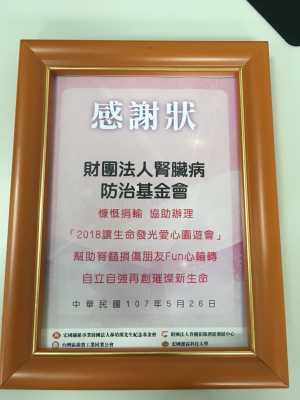 感謝狀
財團法人腎臟病
防治基金會
慷慨捐輸 協助辦理
「2018讓生命發光愛心園遊會」
幫助脊髓損傷朋友Fun心輪轉
自立自強再創璀璨新生命
中華民國107年5月26日